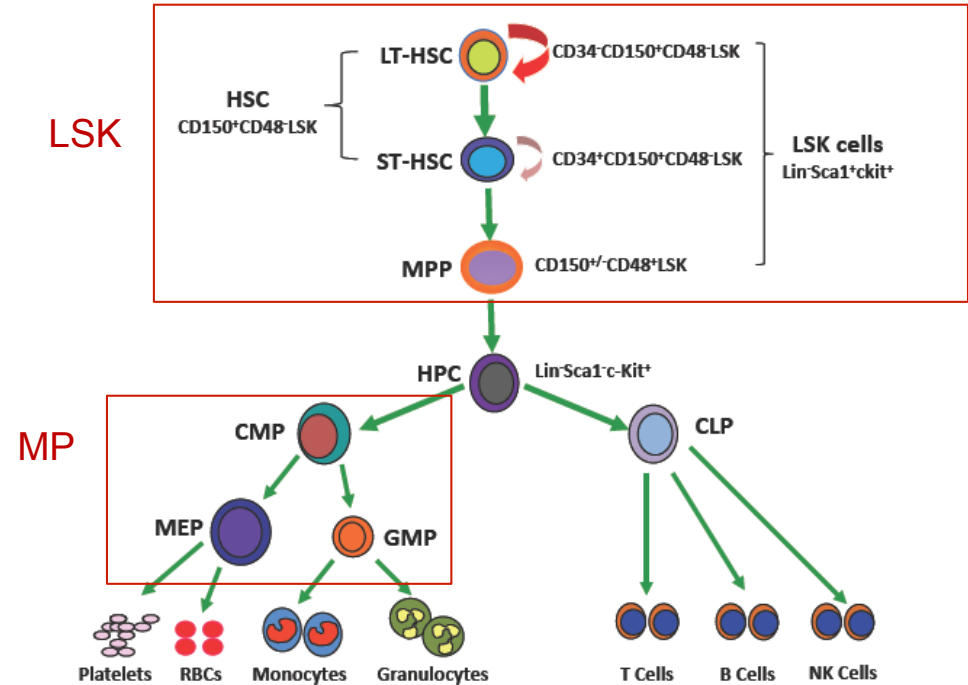 LSK
LT-HSC
CD34⁻CD150⁺CD48⁻LSK
HSC
CD150⁺CD48⁻LSK
ST-HSC
CD34⁺CD150⁺CD48⁻LSK
LSK cells
Lin⁻Sca1⁺ckit⁺
MPP
CD150⁺/⁻CD48⁺LSK
HPC
Lin⁻Sca1⁻c-Kit⁺
MP
CMP
CLP
MEP
GMP
Platelets
RBCs
Monocytes
Granulocytes
T Cells
B Cells
NK Cells